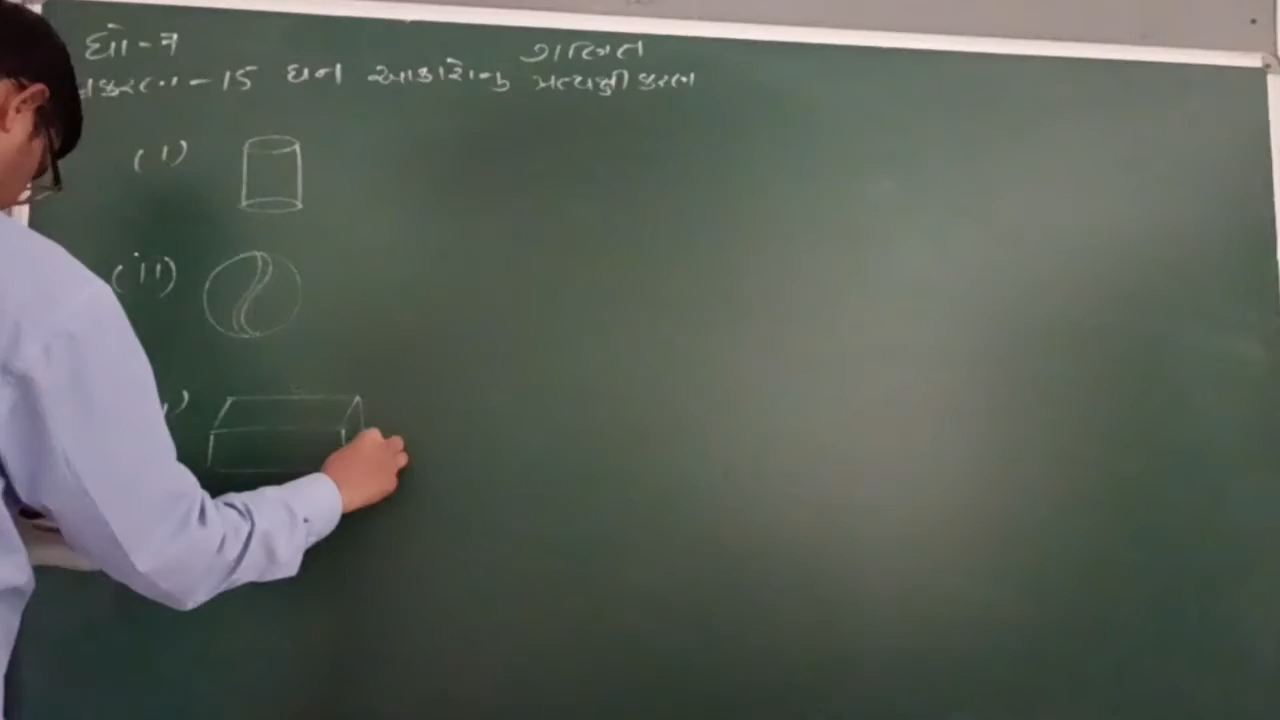 ધો-7 ગણિત
પ્રકરણ-15 ઘન આકારોનું પ્રત્યક્ષીકરણ
(i)
(ii)